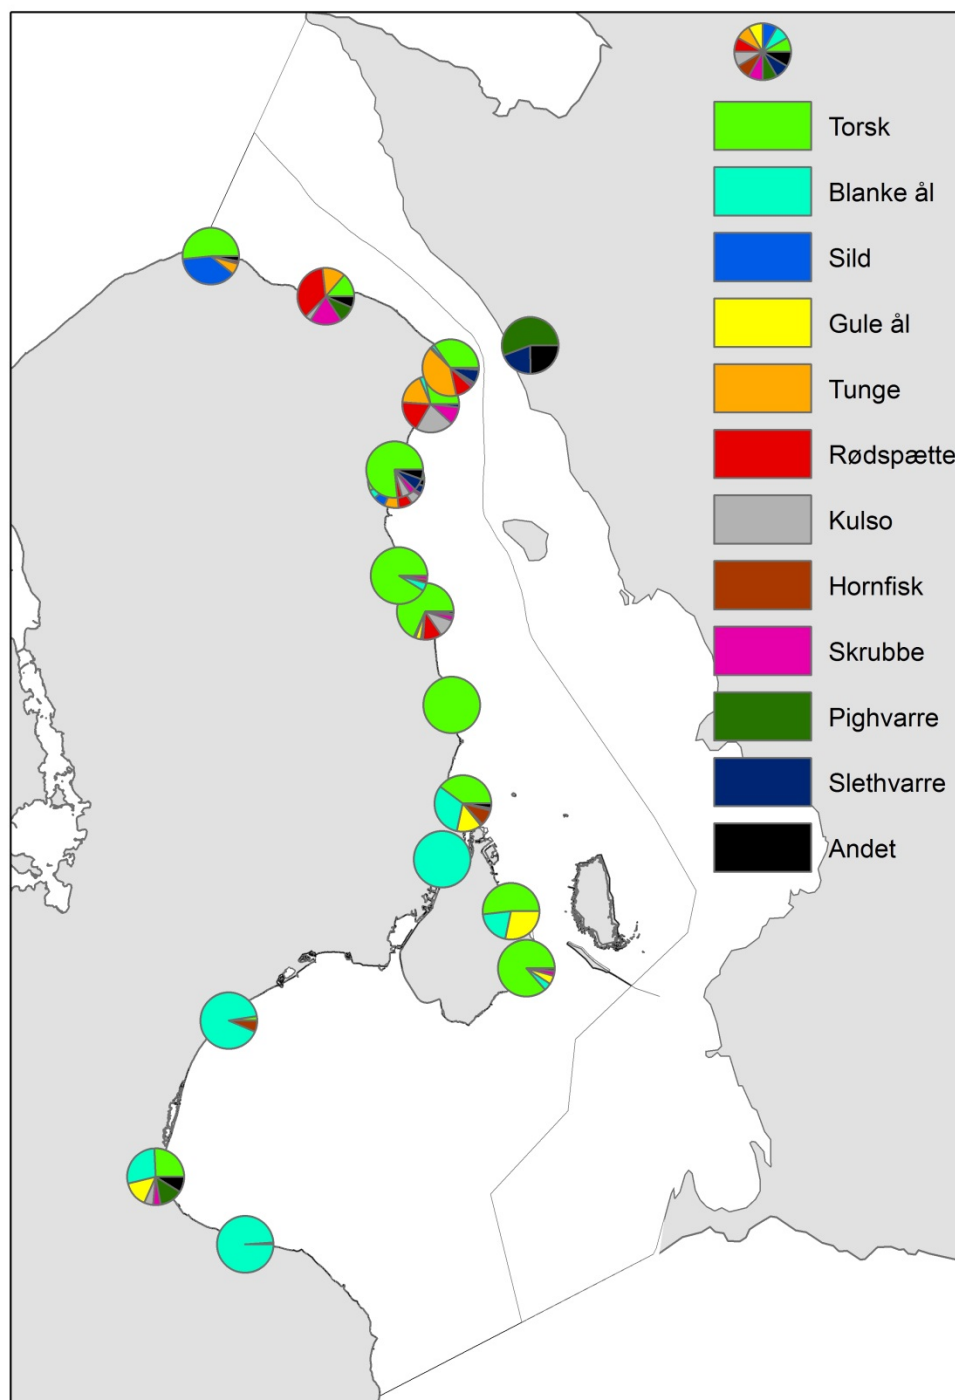 Torsk
Blanke ål
Sild
Gule ål
Tunge
Rødspætte
Kulso
Hornfisk
Skrubbe
Pighvarre
Slethvarre
Andet